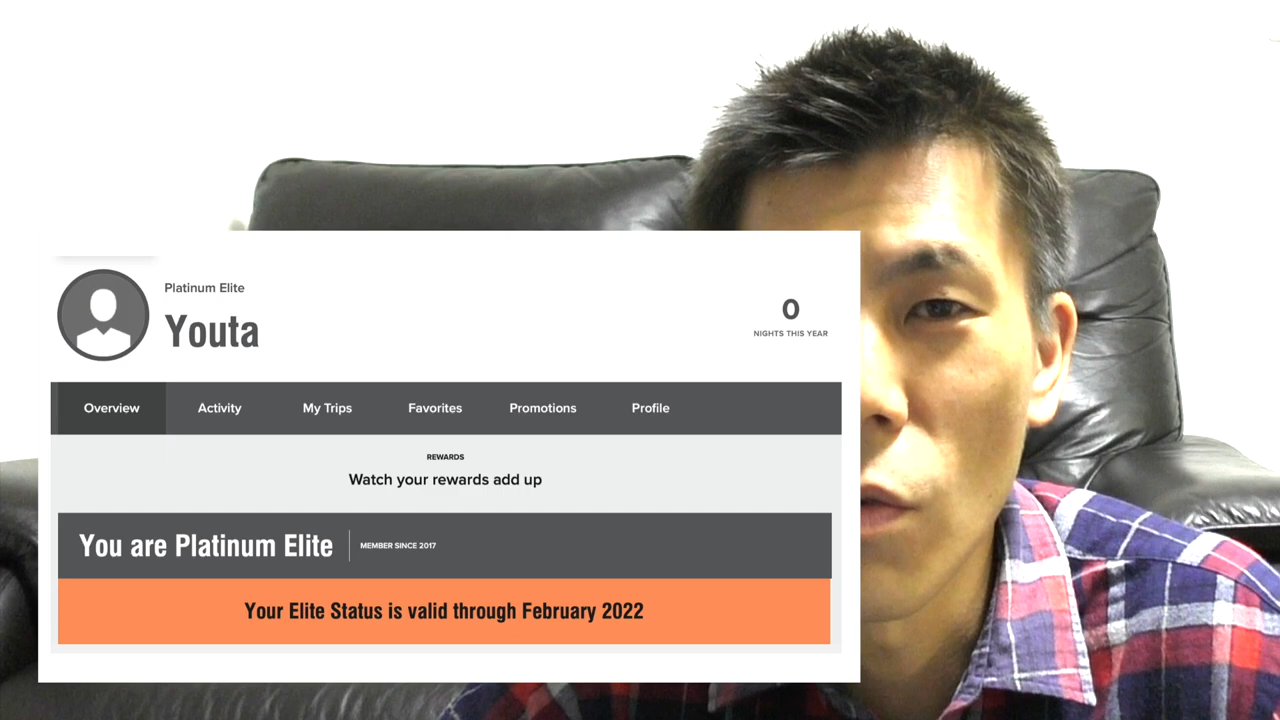 Platinum Elite
Youta
0
NIGHTS THIS YEAR
Overview Activity My Trips Favorites Promotions Profile
REWARDS
Watch your rewards add up
You are Platinum Elite MEMBER SINCE 2017
Your Elite Status is valid through February 2022